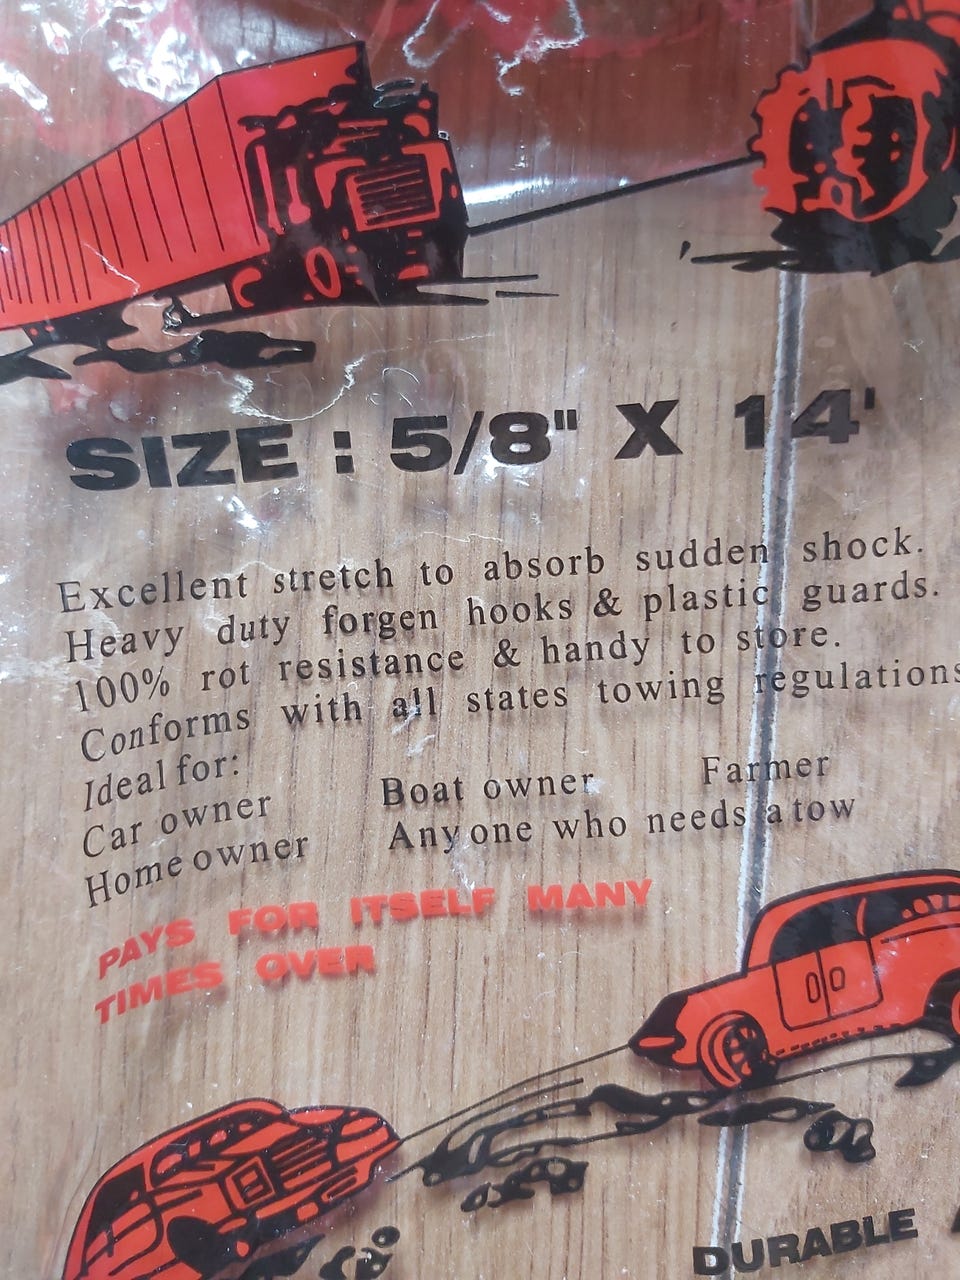 SIZE : 5/8" X 14'
Excellent stretch to absorb sudden shock.
Heavy duty forgen hooks & plastic guards.
100% rot resistance & handy to store.
Conforms with all states towing regulations
Ideal for:
Car owner Boat owner Farmer
Home owner Any one who needs a tow
PAYS FOR ITSELF MANY
TIMES OVER
DURABLE